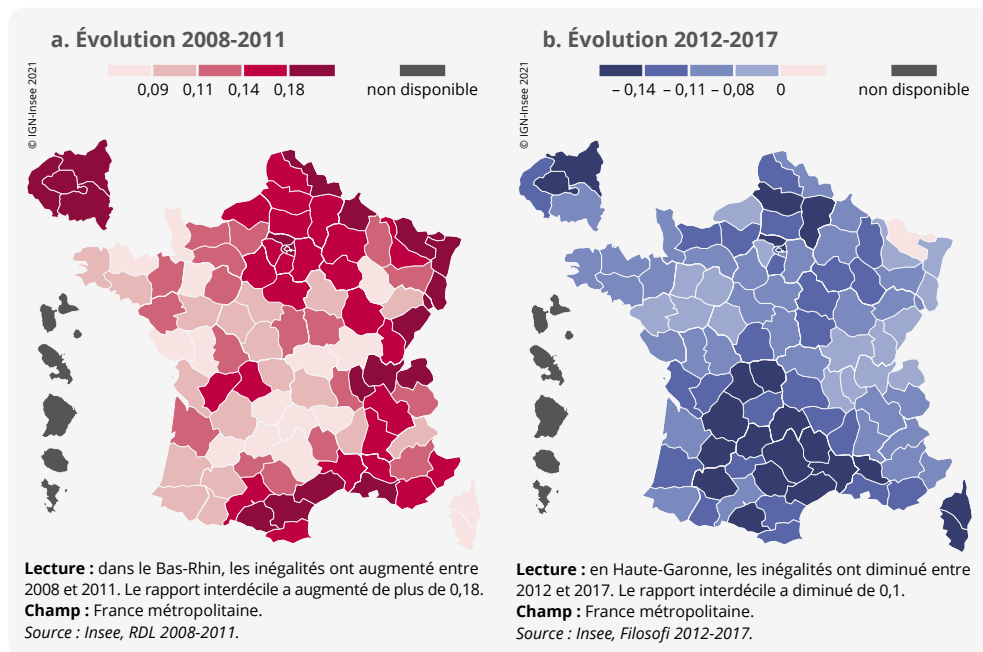 a. Évolution 2008-2011
© IGN-Insee 2021
0,09 0,11 0,14 0,18
non disponible
Lecture : dans le Bas-Rhin, les inégalités ont augmenté entre
2008 et 2011. Le rapport interdécile a augmenté de plus de 0,18.
Champ : France métropolitaine.
Source : Insee, RDL 2008-2011.
b. Évolution 2012-2017
© IGN-Insee 2021
– 0,14 – 0,11 – 0,08 0
non disponible
Lecture : en Haute-Garonne, les inégalités ont diminué entre
2012 et 2017. Le rapport interdécile a diminué de 0,1.
Champ : France métropolitaine.
Source : Insee, Filosofi 2012-2017.